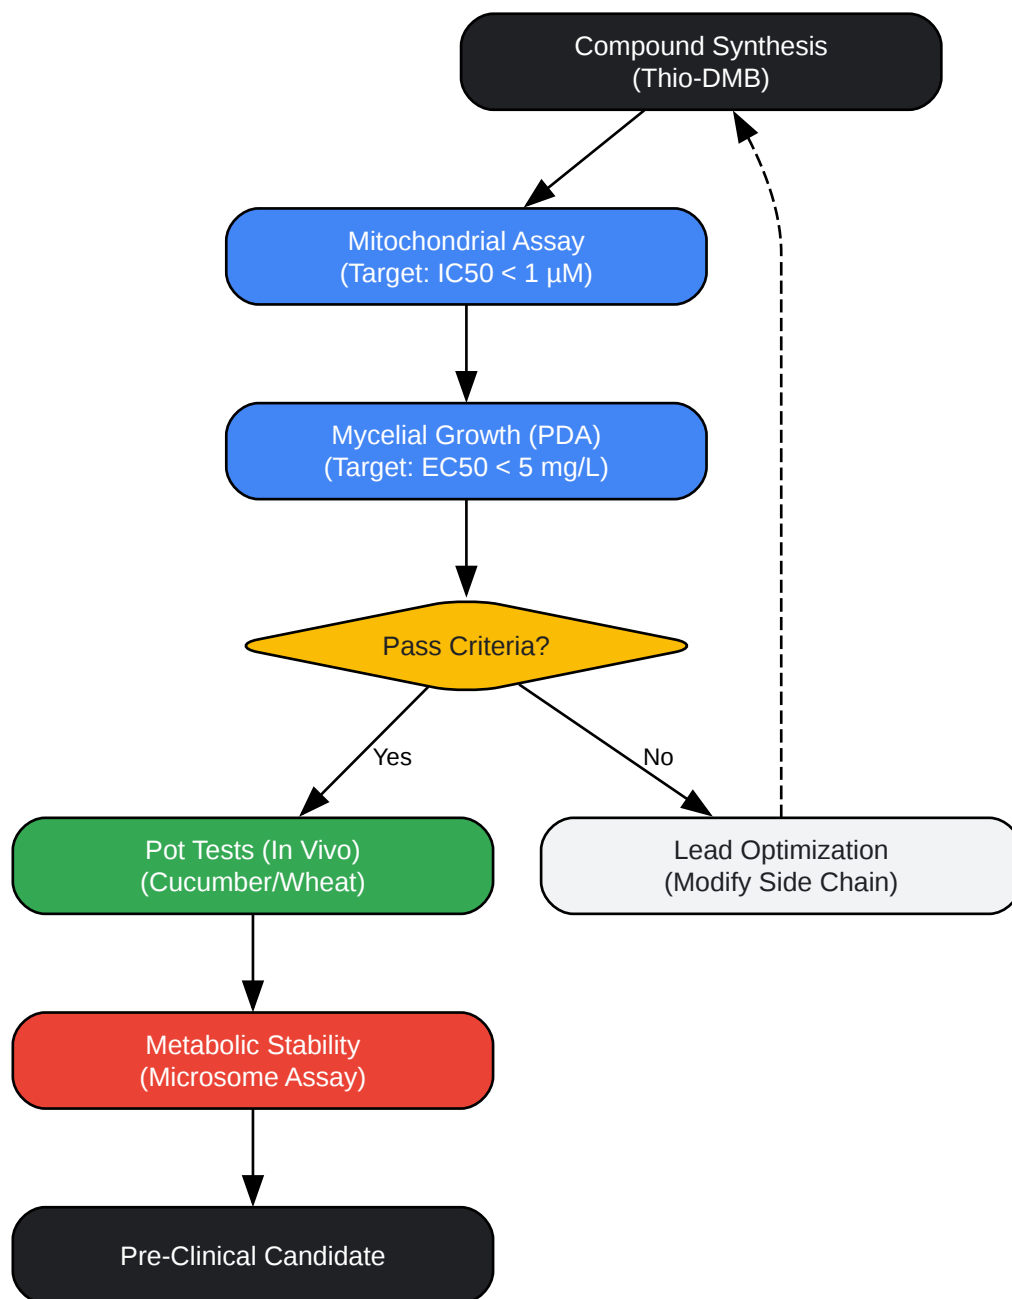 Compound Synthesis
(Thio-DMB)
Mitochondrial Assay
(Target: IC50 < 1 µM)
Mycelial Growth (PDA)
(Target: EC50 < 5 mg/L)
Pass Criteria?
Yes
No
Pot Tests (In Vivo)
(Cucumber/Wheat)
Lead Optimization
(Modify Side Chain)
Metabolic Stability
(Microsome Assay)
Pre-Clinical Candidate